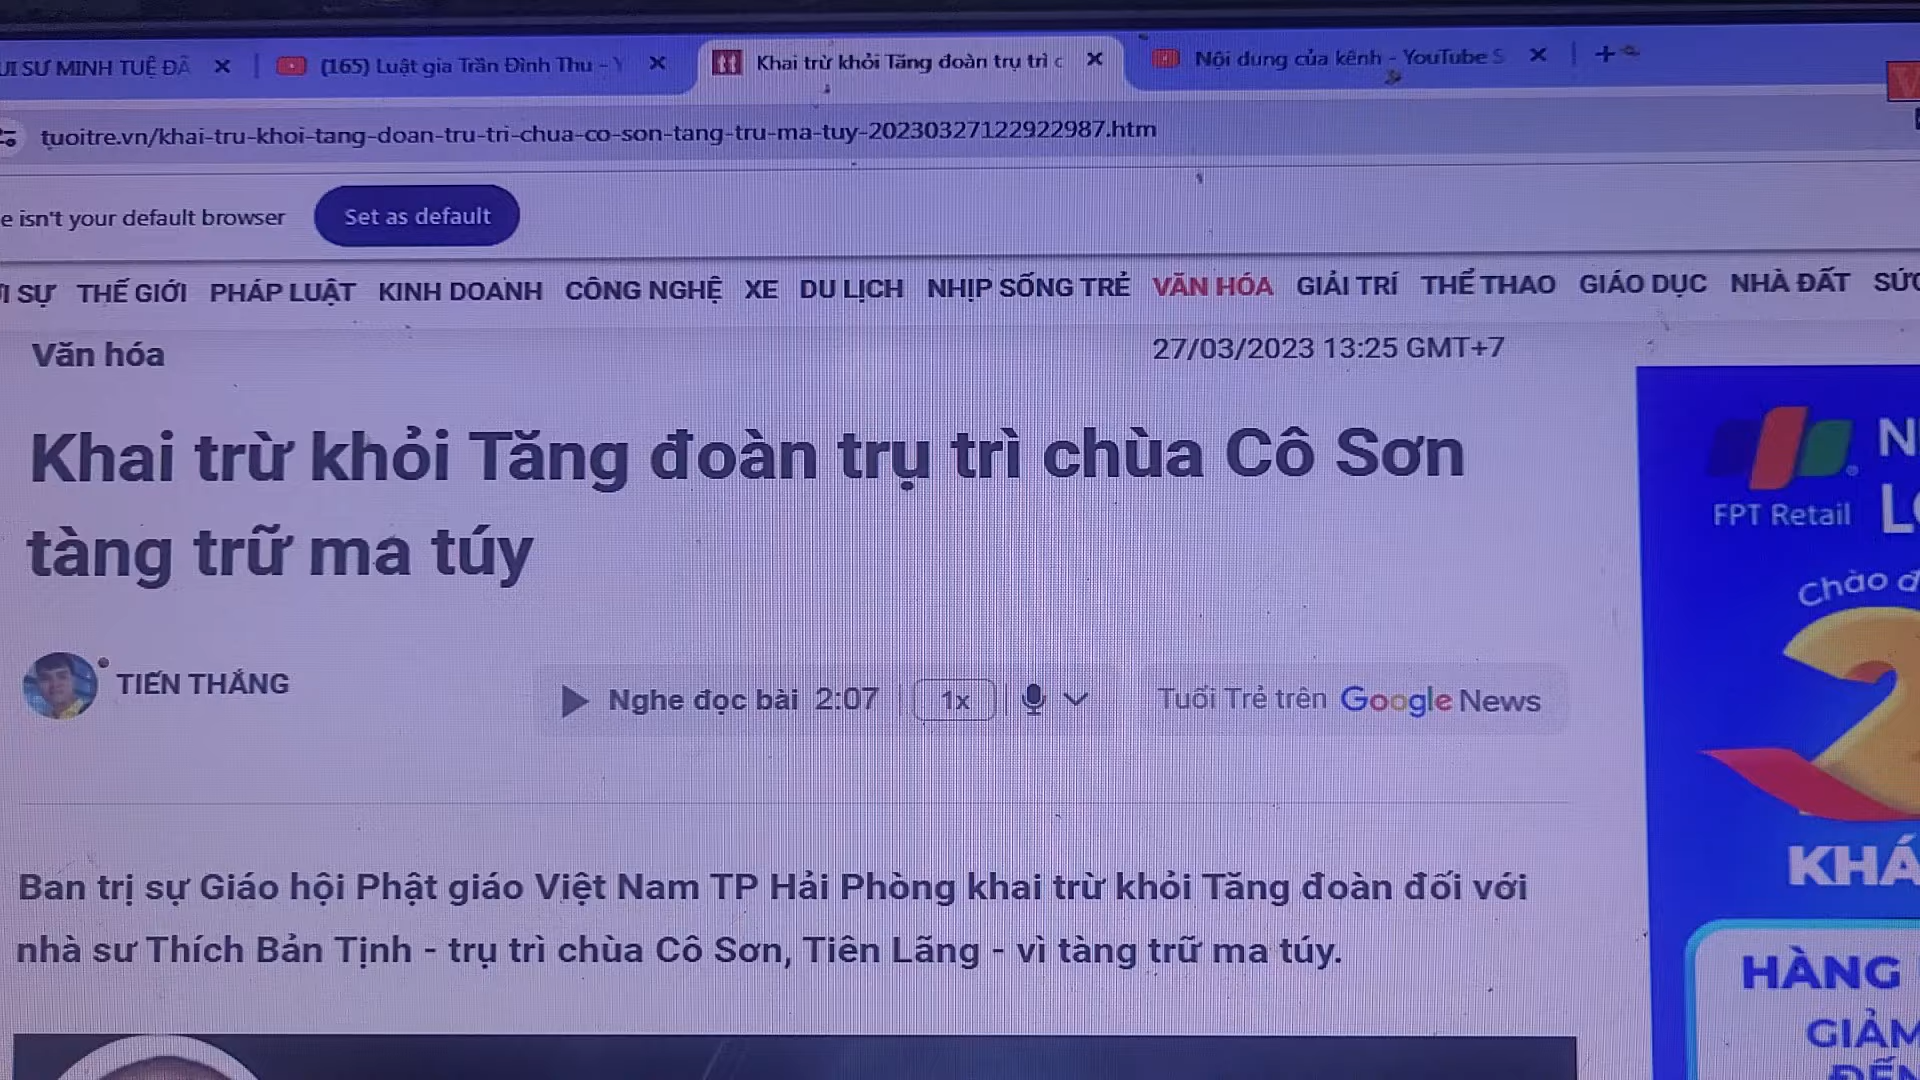 UI SƯ MINH TUỆ ĐÃ
(165) Luật gia Trần Đình Thu - Y
Khai trừ khỏi Tăng đoàn trụ trì c
Nội dung của kênh - YouTube S
tuoitre.vn/khai-tru-khoi-tang-doan-tru-tri-chua-co-son-tang-tru-ma-tuy-20230327122922987.htm
e isn't your default browser
Set as default
I SỰ THẾ GIỚI PHÁP LUẬT KINH DOANH CÔNG NGHỆ XE DU LỊCH NHỊP SỐNG TRẺ VĂN HÓA GIẢI TRÍ THỂ THAO GIÁO DỤC NHÀ ĐẤT SỨC
Văn hóa
27/03/2023 13:25 GMT+7
Khai trừ khỏi Tăng đoàn trụ trì chùa Cô Sơn
tàng trữ ma túy
TIẾN THẮNG
Nghe đọc bài 2:07
1x
Tuổi Trẻ trên Google News
Ban trị sự Giáo hội Phật giáo Việt Nam TP Hải Phòng khai trừ khỏi Tăng đoàn đối với
nhà sư Thích Bản Tịnh - trụ trì chùa Cô Sơn, Tiên Lãng - vì tàng trữ ma túy.
FPT Retail
Chào đ
2
KHÁ
HÀNG
GIẢM
ĐẾN